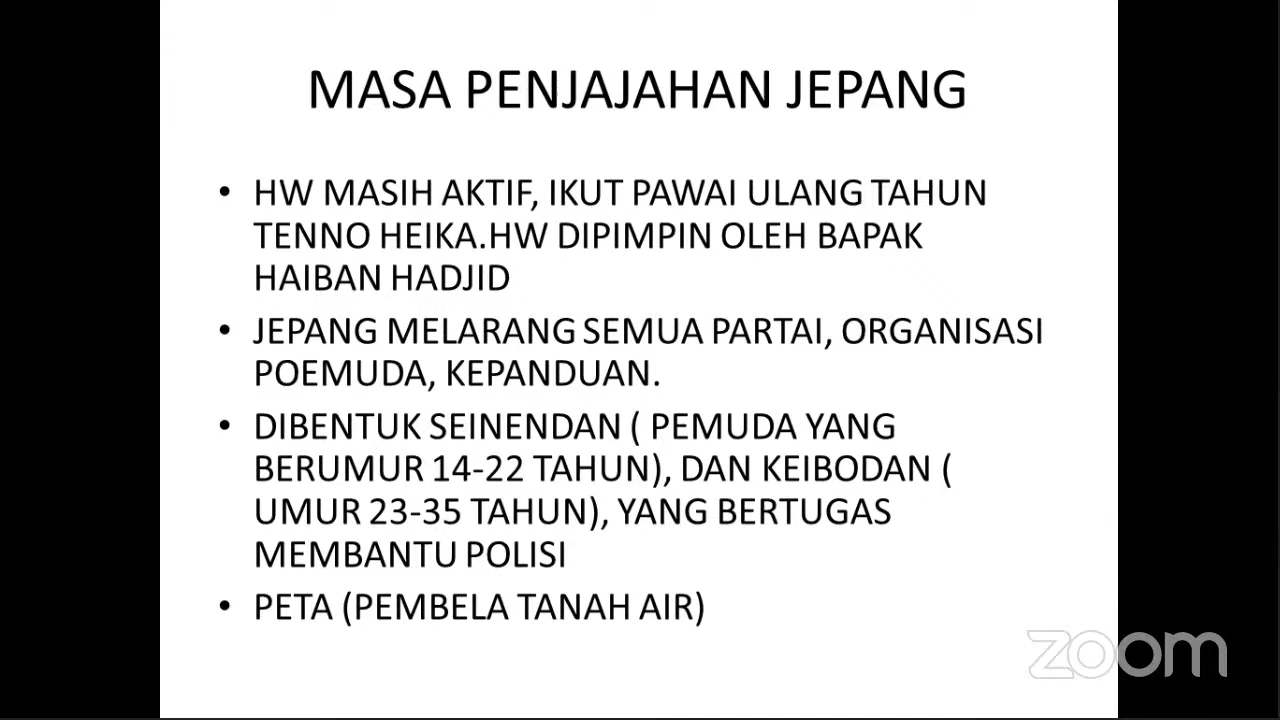 MASA PENJAJAHAN JEPANG
• HW MASIH AKTIF, IKUT PAWAI ULANG TAHUN
TENNO HEIKA.HW DIPIMPIN OLEH BAPAK
HAIBAN HADJID
• JEPANG MELARANG SEMUA PARTAI, ORGANISASI
POEMUDA, KEPANDUAN.
• DIBENTUK SEINENDAN ( PEMUDA YANG
BERUMUR 14-22 TAHUN), DAN KEIBODAN (
UMUR 23-35 TAHUN), YANG BERTUGAS
MEMBANTU POLISI
• PETA (PEMBELA TANAH AIR)
zoom